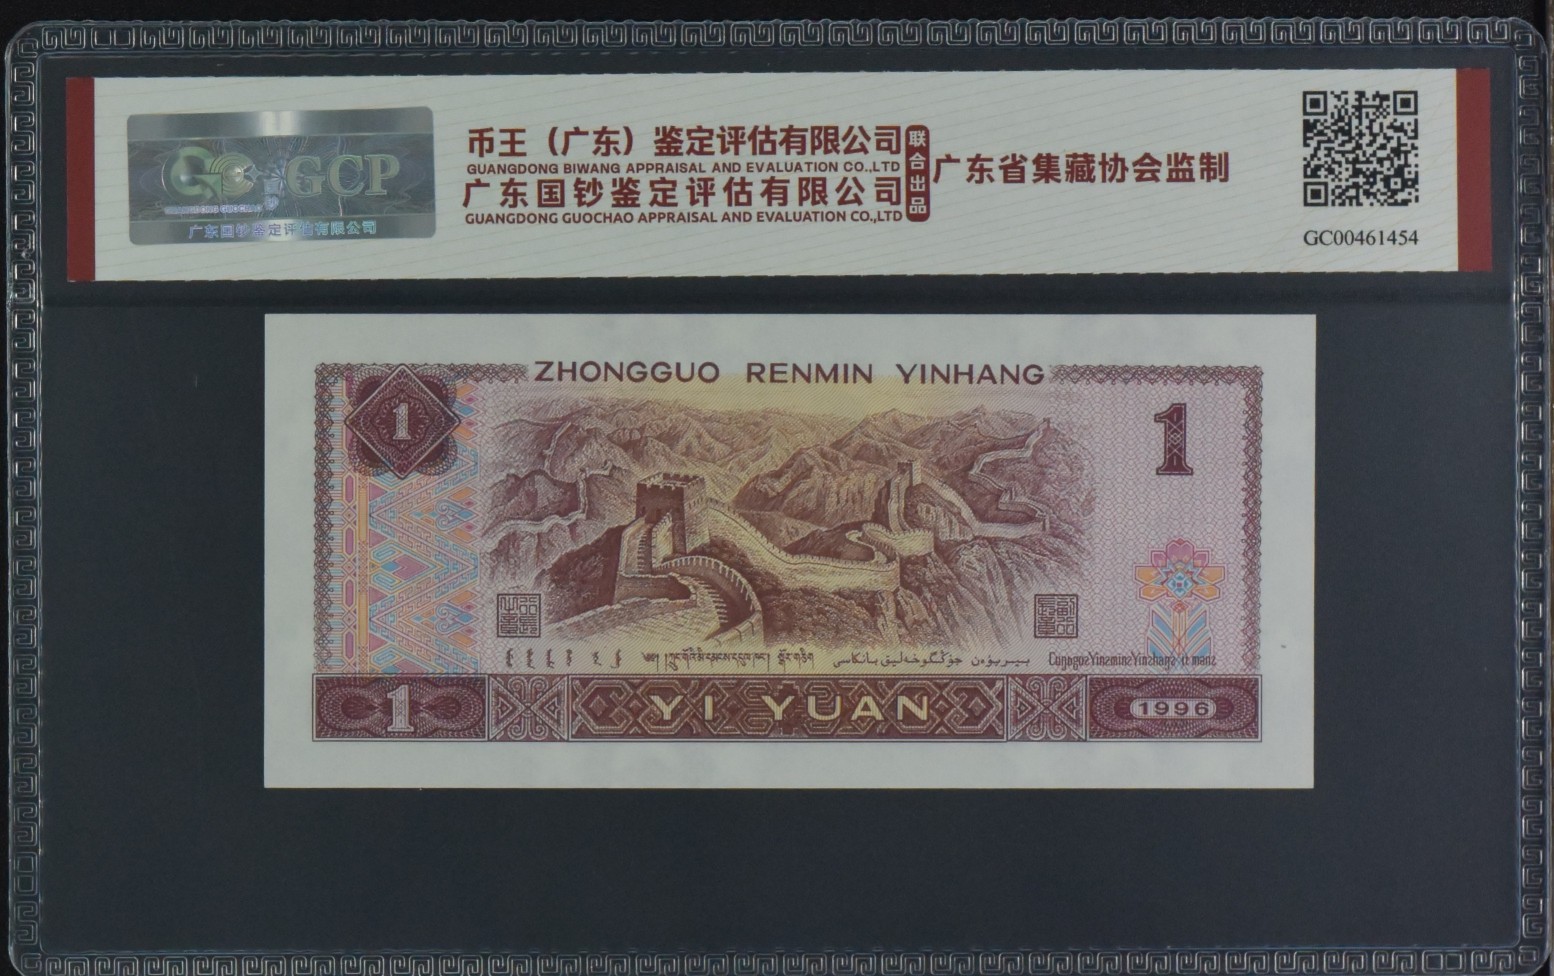 GCP
GUANGDONG GUOCHAO
广东国钞鉴定评估有限公司
币王（广东）鉴定评估有限公司
GUANGDONG BIWANG APPRAISAL AND EVALUATION CO.,LTD
广东国钞鉴定评估有限公司
GUANGDONG GUOCHAO APPRAISAL AND EVALUATION CO.,LTD
联合出品
广东省集藏协会监制
GC00461454
ZHONGGUO RENMIN YINHANG
1
1
1
YI YUAN
1996